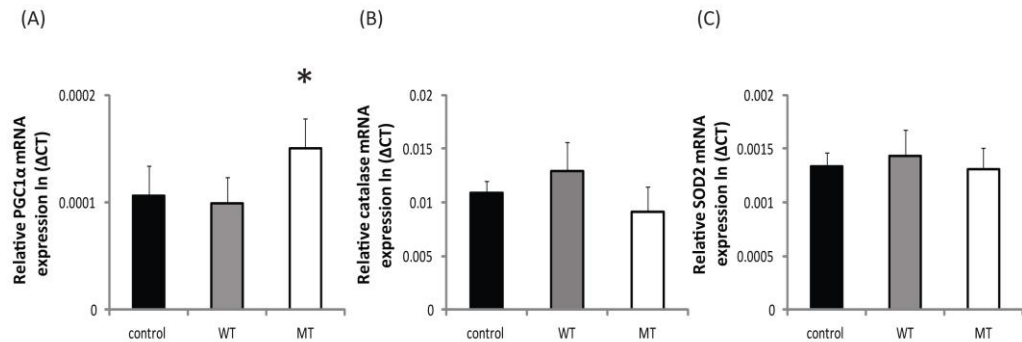 (A)
Relative PGC1α mRNA
expression ln (ΔCT)
0.0002
0.0001
0
*
control WT MT
(B)
Relative catalase mRNA
expression ln (ΔCT)
0.02
0.015
0.01
0.005
0
control WT MT
(C)
Relative SOD2 mRNA
expression ln (ΔCT)
0.002
0.0015
0.001
0.0005
0
control WT MT